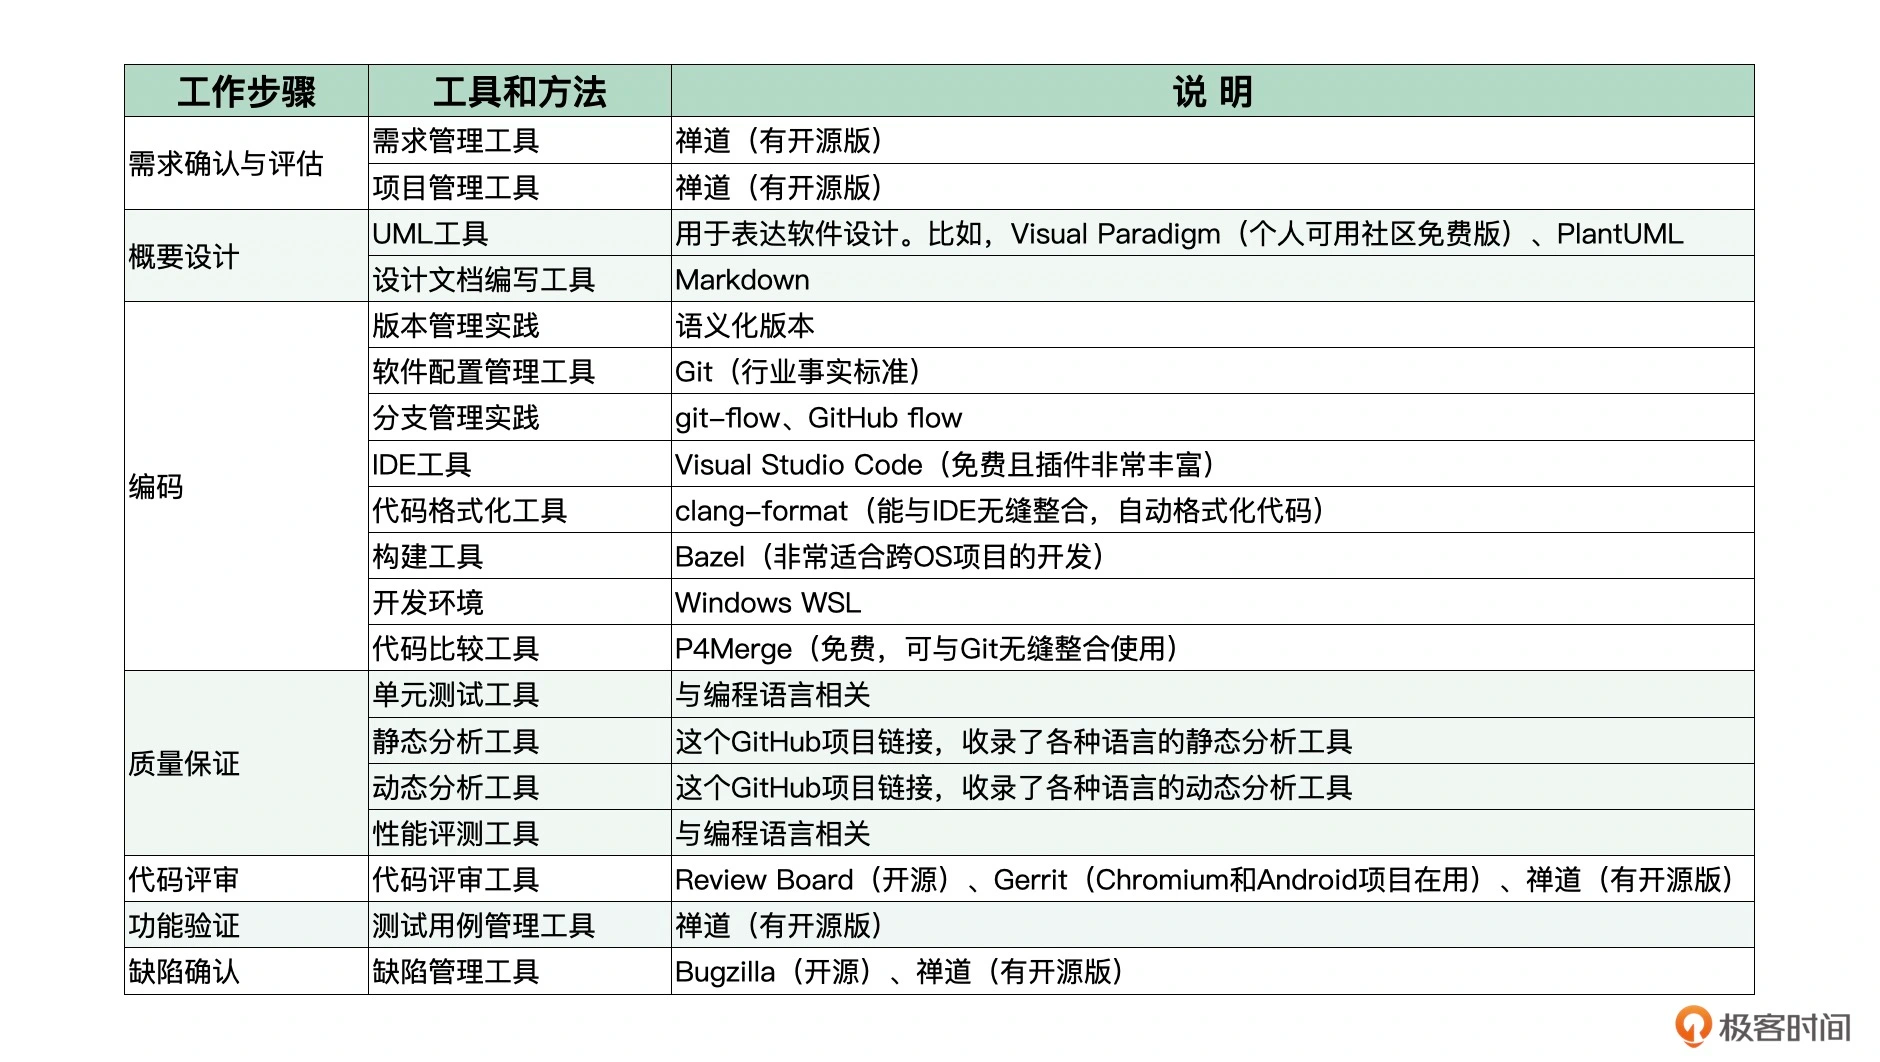 工作步骤 工具和方法 说 明
需求确认与评估 需求管理工具 禅道（有开源版）
项目管理工具 禅道（有开源版）
概要设计 UML工具 用于表达软件设计。比如，Visual Paradigm（个人可用社区免费版）、PlantUML
设计文档编写工具 Markdown
编码 版本管理实践 语义化版本
软件配置管理工具 Git（行业事实标准）
分支管理实践 git-flow、GitHub flow
IDE工具 Visual Studio Code（免费且插件非常丰富）
代码格式化工具 clang-format（能与IDE无缝整合，自动格式化代码）
构建工具 Bazel（非常适合跨OS项目的开发）
开发环境 Windows WSL
代码比较工具 P4Merge（免费，可与Git无缝整合使用）
质量保证 单元测试工具 与编程语言相关
静态分析工具 这个GitHub项目链接，收录了各种语言的静态分析工具
动态分析工具 这个GitHub项目链接，收录了各种语言的动态分析工具
性能评测工具 与编程语言相关
代码评审 代码评审工具 Review Board（开源）、Gerrit（Chromium和Android项目在用）、禅道（有开源版）
功能验证 测试用例管理工具 禅道（有开源版）
缺陷确认 缺陷管理工具 Bugzilla（开源）、禅道（有开源版）
极客时间